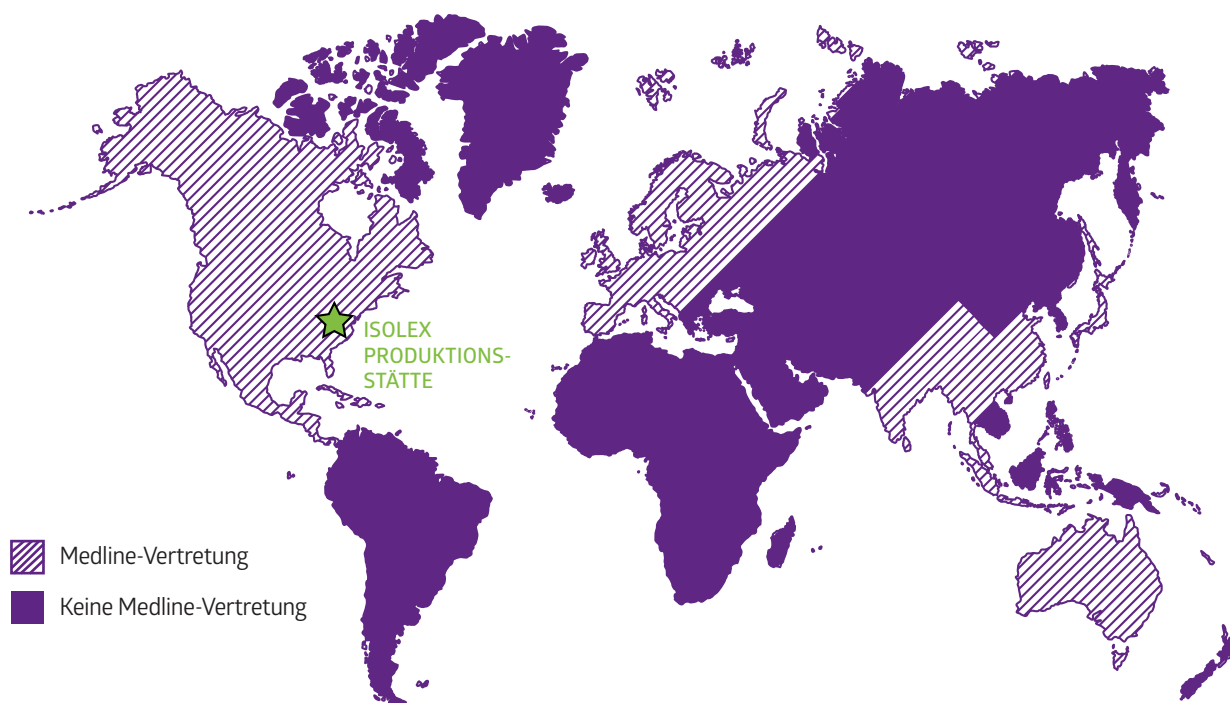 ISOLEX
PRODUKTIONS-
STÄTTE
Medline-Vertretung
Keine Medline-Vertretung